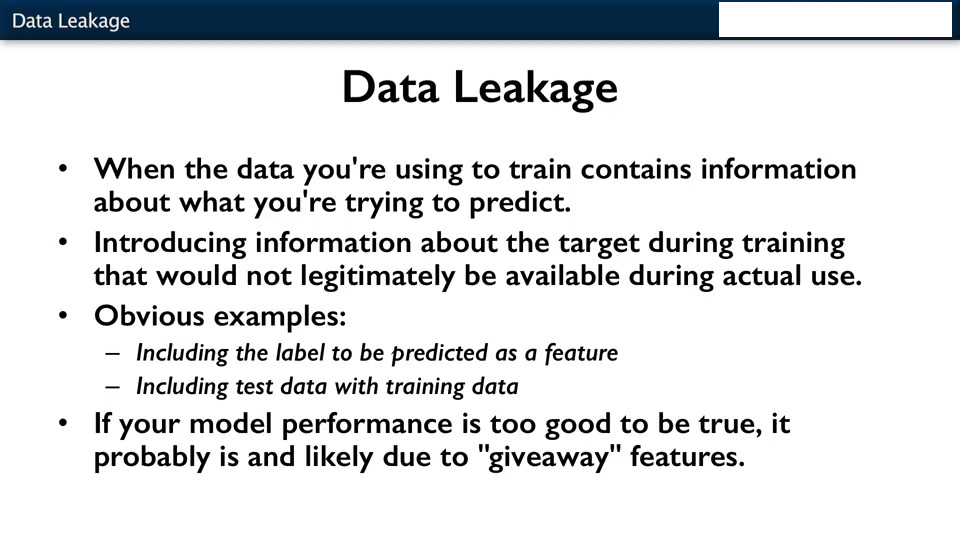 Data Leakage
Data Leakage
• When the data you're using to train contains information
about what you're trying to predict.
• Introducing information about the target during training
that would not legitimately be available during actual use.
• Obvious examples:
– Including the label to be predicted as a feature
– Including test data with training data
• If your model performance is too good to be true, it
probably is and likely due to "giveaway" features.